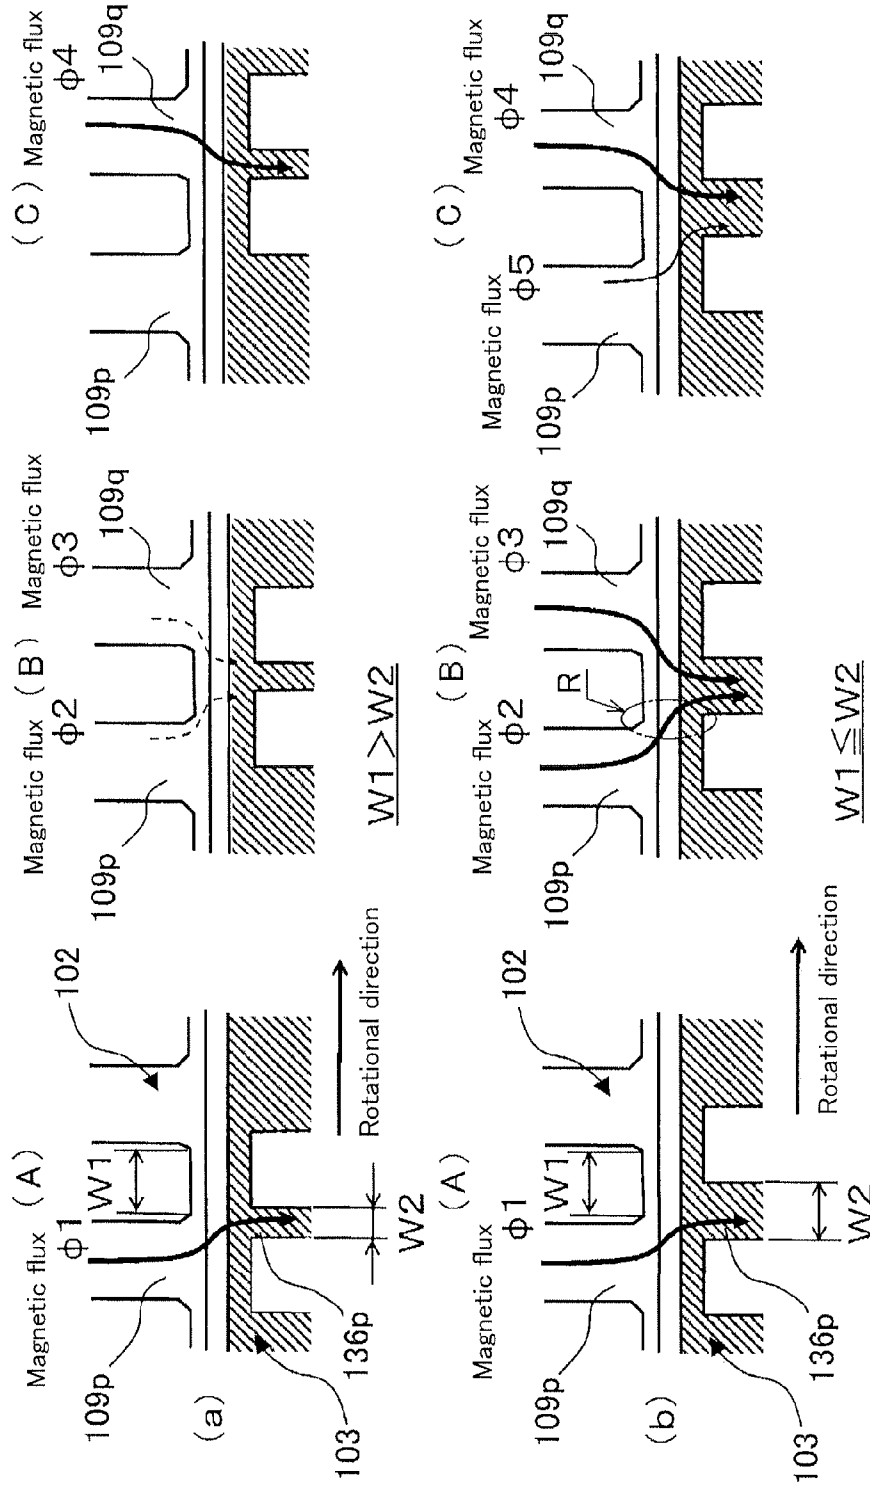 (a)
(A)
Magnetic flux
φ1
109p
W1
102
136p
103
W2
Rotational direction
(B)
Magnetic flux
φ2
Magnetic flux
φ3
109p
109q
W1>W2
(C)
Magnetic flux
φ4
109p
109q
(b)
(A)
Magnetic flux
φ1
109p
W1
102
136p
103
W2
Rotational direction
(B)
Magnetic flux
φ2
Magnetic flux
φ3
R
109p
109q
W1≦W2
(C)
Magnetic flux
φ5
Magnetic flux
φ4
109p
109q